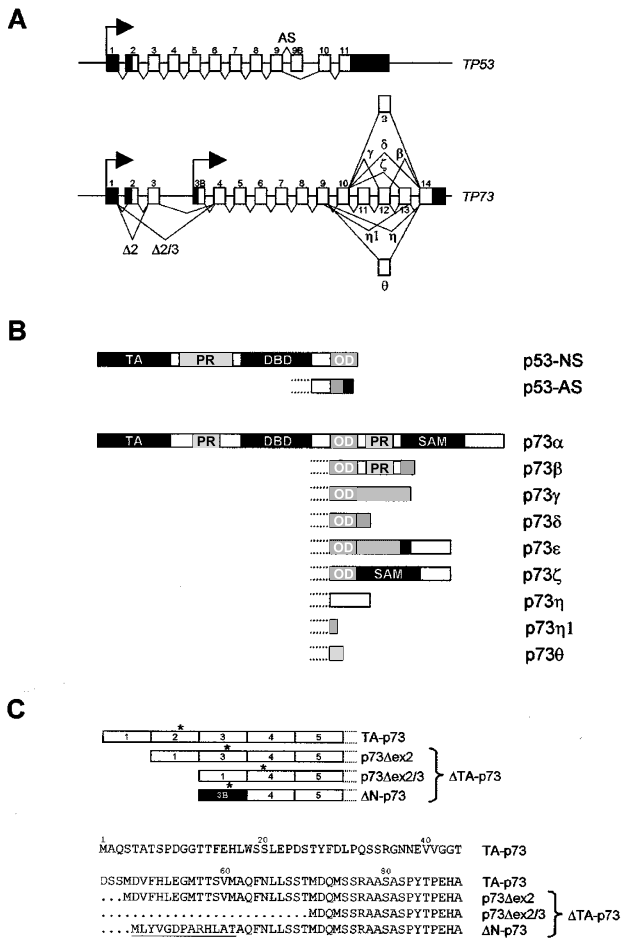 A
AS
1 2 3 4 5 6 7 8 9 9B 10 11
TP53
ε
δ
γ β
ζ
1 2 3 3B 4 5 6 7 8 9 10 14
TP73
11 12 13
Δ2 Δ2/3 η1 η
θ
B
TA PR DBD OD p53-NS
p53-AS
TA PR DBD OD PR SAM p73α
OD PR p73β
OD p73γ
OD p73δ
OD p73ε
OD SAM p73ζ
p73η
p73η1
p73θ
C
*
1 2 3 4 5 TA-p73
*
1 3 4 5 p73Δex2
*
1 4 5 p73Δex2/3 ΔTA-p73
*
3B 4 5 ΔN-p73
1 20 40
MAQSTATSPDGGTTFEHLWSSLEPDSTYFDLPQSSRGNNEVVGGT TA-p73
60 80
DSSMDVFHLEGMTTSVMAQFNLLSSTMDQMSSRAASASPYTPEHA TA-p73
....MDVFHLEGMTTSVMAQFNLLSSTMDQMSSRAASASPYTPEHA p73Δex2
..........................MDQMSSRAASASPYTPEHA p73Δex2/3 ΔTA-p73
....MLYVGDPARHLATAQFNLLSSTMDQMSSRAASASPYTPEHA ΔN-p73